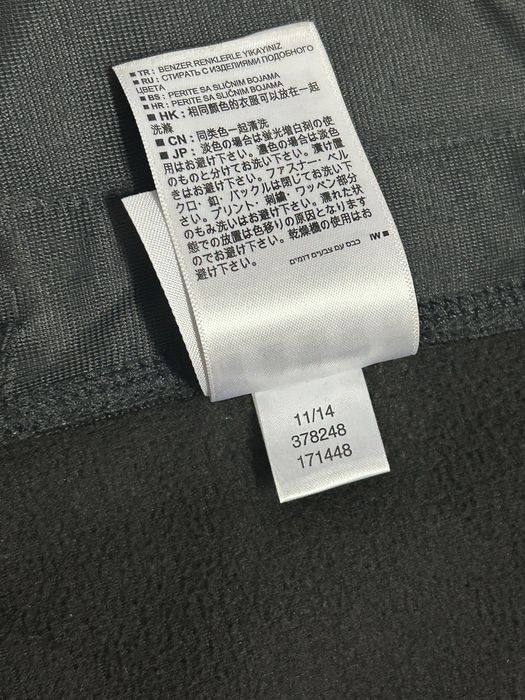 ■ TR : BENZER RENKLERLE YIKAYINIZ
■ RU : СТИРАТЬ С ИЗДЕЛИЯМИ ПОДОБНОГО
ЦВЕТА
■ BS : PERITE SA SLIČNIM BOJAMA
■ HR : PERITE SA SLIČNIM BOJAMA
■ HK : 相同顏色的衣服可以放在一起
洗滌
■ CN : 同类色一起清洗
■ JP : 淡色の場合は蛍光増白剤の使
用はお避け下さい。濃色の場合は淡色
のものと分けてお洗い下さい。漬け置
きはお避け下さい。ファスナー・ベル
クロ・釦・バックルは閉じてお洗い下
さい。プリント・刺繍・ワッペン部分
のもみ洗いはお避け下さい。濡れた状
態での放置は色移りの原因となります
のでお避け下さい。乾燥機の使用はお
避け下さい。
■ IW
כבס עם צבעים דומים
11/14
378248
171448